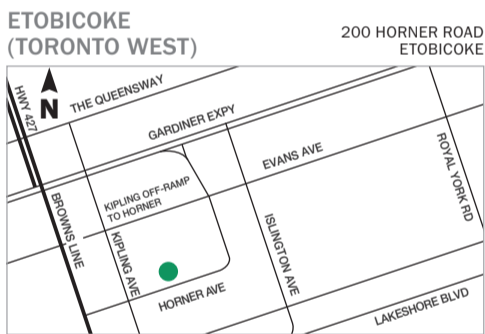 ETOBICOKE
(TORONTO WEST)
200 HORNER ROAD
ETOBICOKE
HWY 427
N
THE QUEENSWAY
GARDINER EXPY
EVANS AVE
ROYAL YORK RD
KIPLING OFF-RAMP
TO HORNER
BROWNS LINE
KIPLING AVE
ISLINGTON AVE
HORNER AVE
LAKESHORE BLVD